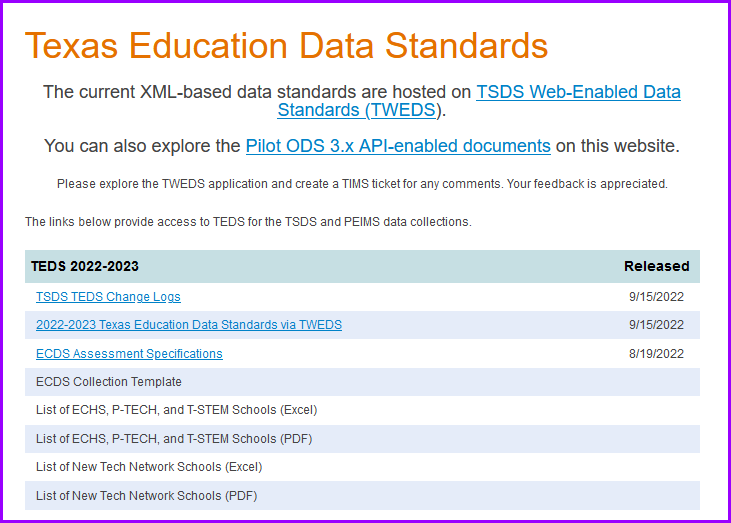 Texas Education Data Standards
The current XML-based data standards are hosted on TSDS Web-Enabled Data
Standards (TWEDS).
You can also explore the Pilot ODS 3.x API-enabled documents on this website.
Please explore the TWEDS application and create a TIMS ticket for any comments. Your feedback is appreciated.
The links below provide access to TEDS for the TSDS and PEIMS data collections.
TEDS 2022-2023 Released
TSDS TEDS Change Logs 9/15/2022
2022-2023 Texas Education Data Standards via TWEDS 9/15/2022
ECDS Assessment Specifications 8/19/2022
ECDS Collection Template
List of ECHS, P-TECH, and T-STEM Schools (Excel)
List of ECHS, P-TECH, and T-STEM Schools (PDF)
List of New Tech Network Schools (Excel)
List of New Tech Network Schools (PDF)